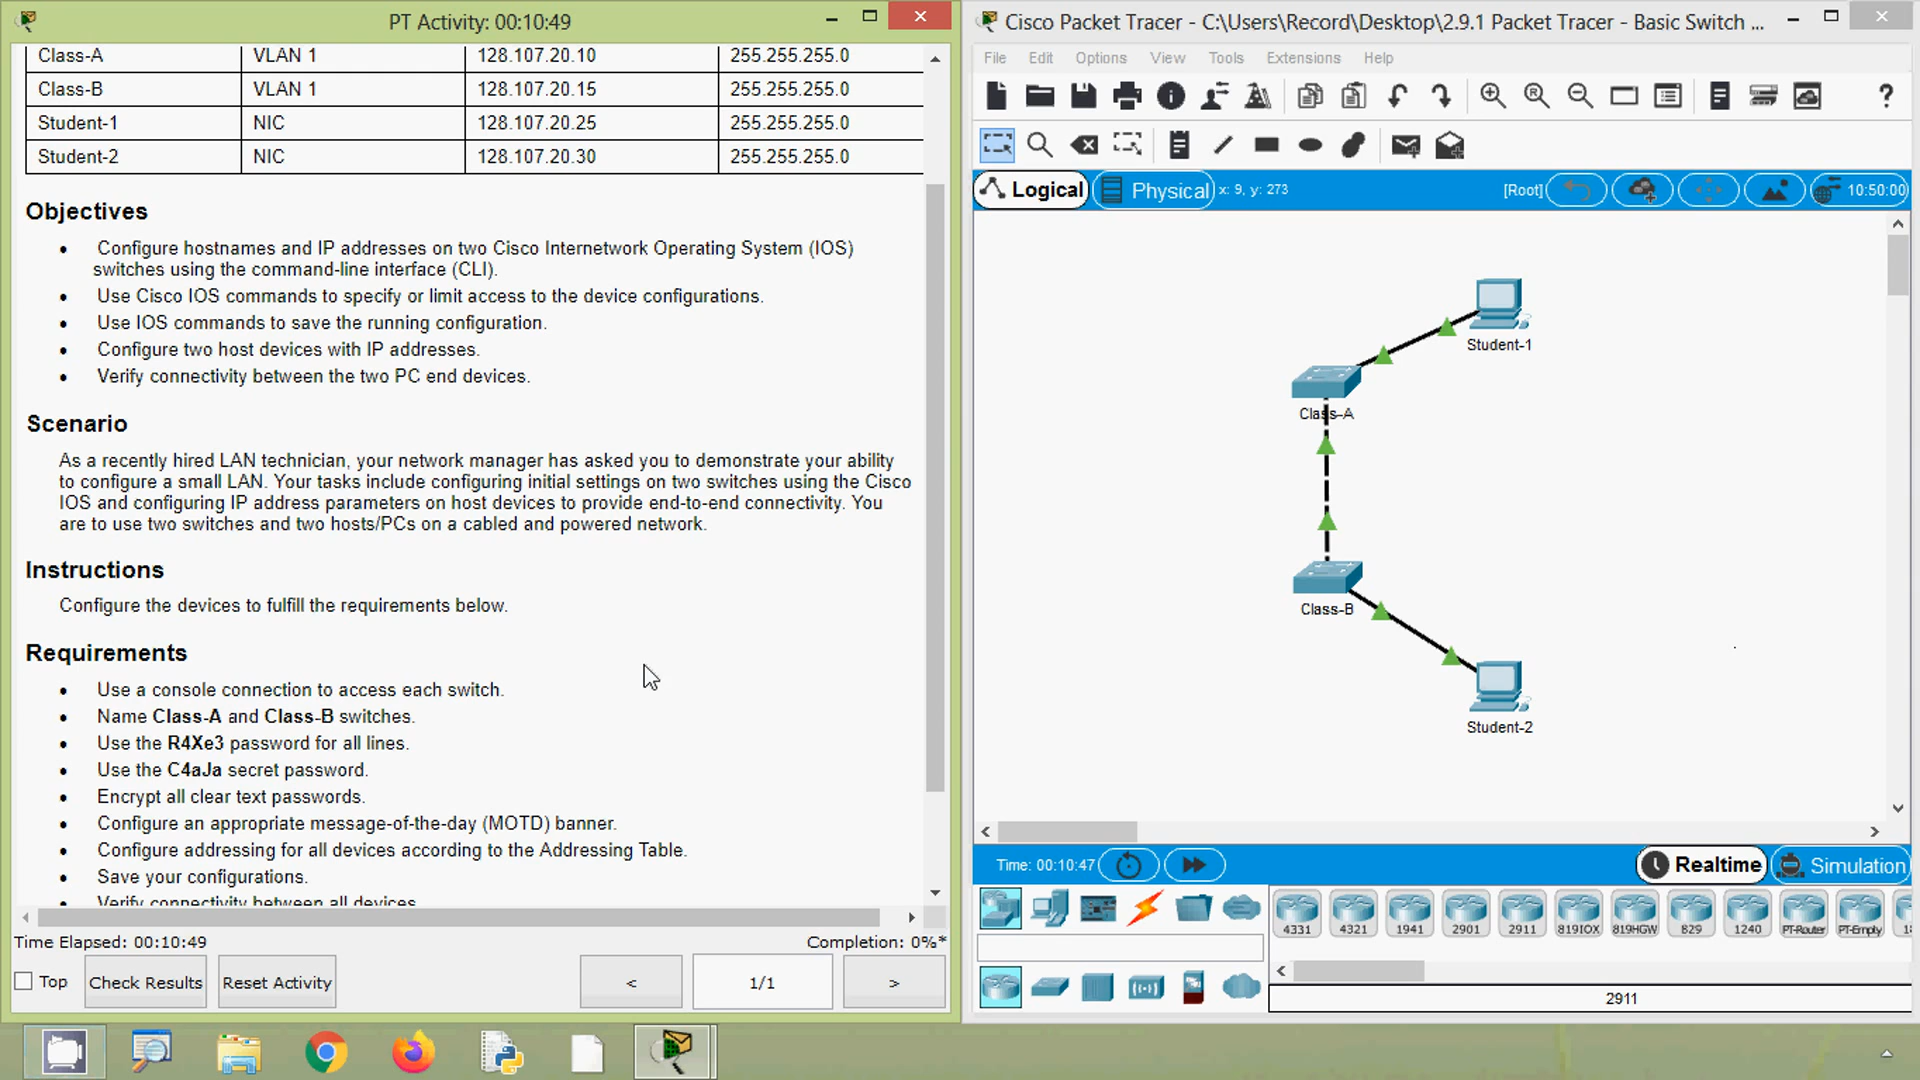 PT Activity: 00:10:49
Class-A VLAN 1 128.107.20.10 255.255.255.0
Class-B VLAN 1 128.107.20.15 255.255.255.0
Student-1 NIC 128.107.20.25 255.255.255.0
Student-2 NIC 128.107.20.30 255.255.255.0
Objectives
• Configure hostnames and IP addresses on two Cisco Internetwork Operating System (IOS)
switches using the command-line interface (CLI).
• Use Cisco IOS commands to specify or limit access to the device configurations.
• Use IOS commands to save the running configuration.
• Configure two host devices with IP addresses.
• Verify connectivity between the two PC end devices.
Scenario
As a recently hired LAN technician, your network manager has asked you to demonstrate your ability
to configure a small LAN. Your tasks include configuring initial settings on two switches using the Cisco
IOS and configuring IP address parameters on host devices to provide end-to-end connectivity. You
are to use two switches and two hosts/PCs on a cabled and powered network.
Instructions
Configure the devices to fulfill the requirements below.
Requirements
• Use a console connection to access each switch.
• Name Class-A and Class-B switches.
• Use the R4Xe3 password for all lines.
• Use the C4aJa secret password.
• Encrypt all clear text passwords.
• Configure an appropriate message-of-the-day (MOTD) banner.
• Configure addressing for all devices according to the Addressing Table.
• Save your configurations.
Verify connectivity between all devices
Time Elapsed: 00:10:49 Completion: 0%*
Top Check Results Reset Activity < 1/1 >
Cisco Packet Tracer - C:\Users\Record\Desktop\2.9.1 Packet Tracer - Basic Switch ...
File Edit Options View Tools Extensions Help
Logical Physical x: 9, y: 273 [Root] 10:50:00
Student-1
Class-A
Class-B
Student-2
Time: 00:10:47 Realtime Simulation
4331 4321 1941 2901 2911 819IOX 819HGW 829 1240 PT-Router PT-Empty
2911